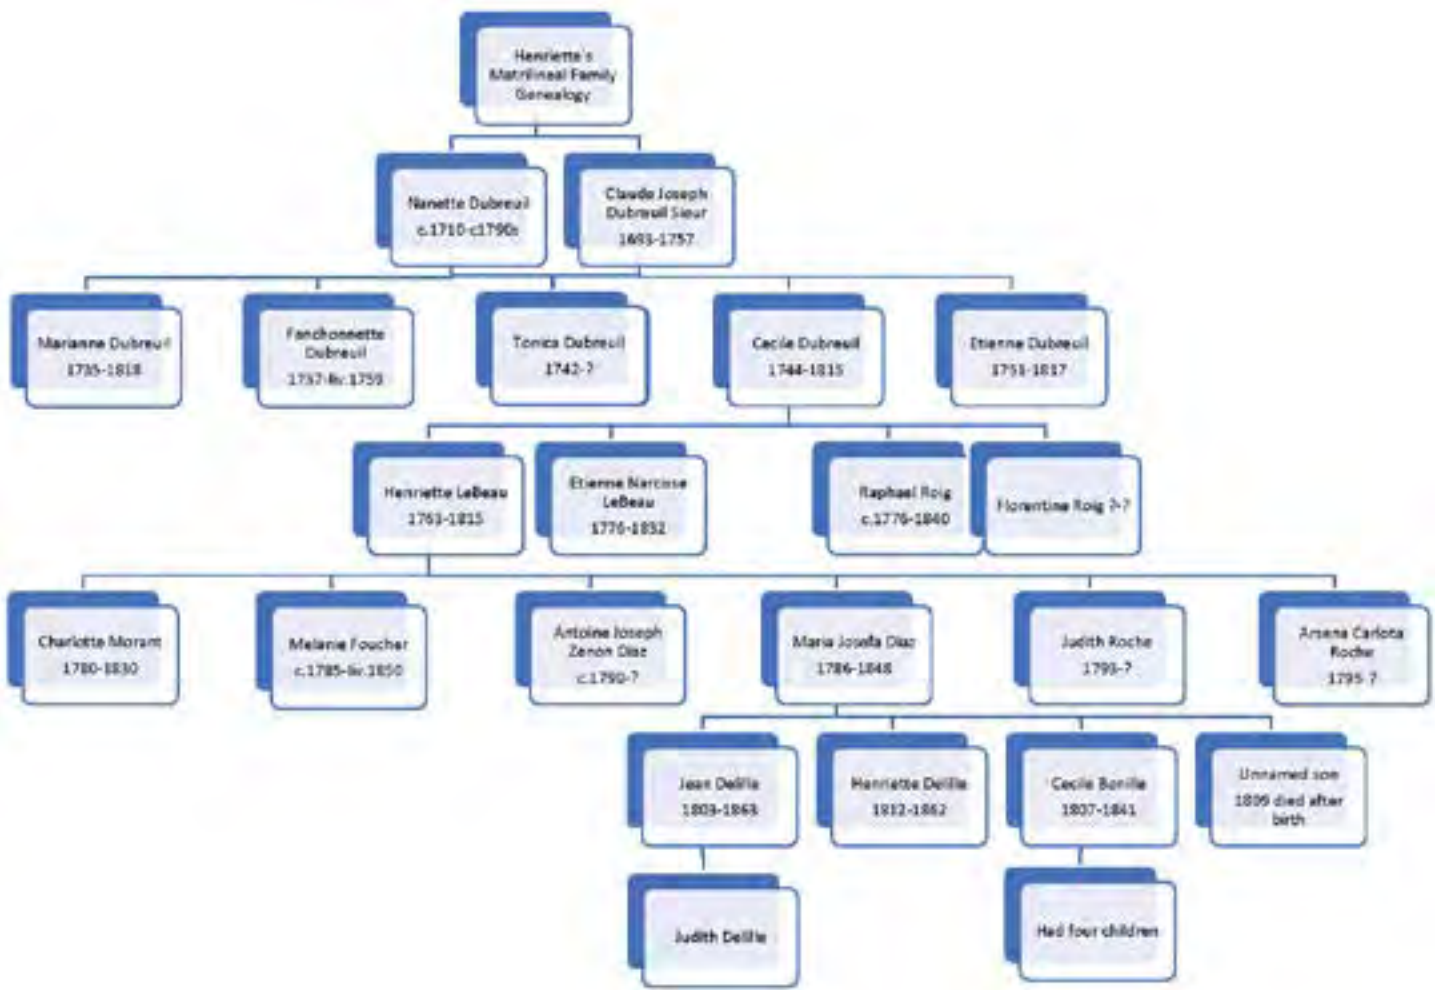 Henriette's
Matrilineal Family
Genealogy
Nanette Dubreuil
c.1710-c1790s
Claude Joseph
Dubreuil Sieur
1693-1757
Marianne Dubreuil
1735-1818
Fanchonnette
Dubreuil
1737-liv.1759
Tonica Dubreuil
1742-?
Cecile Dubreuil
1744-1815
Etienne Dubreuil
1751-1817
Henriette LeBeau
1763-1815
Etienne Narcisse
LeBeau
1776-1832
Raphael Roig
c.1776-1840
Florentine Roig ?-?
Charlotte Morant
1780-1830
Melanie Foucher
c.1785-liv.1850
Antoine Joseph
Zenon Diaz
c.1790-?
Maria Josefa Diaz
1786-1848
Judith Roche
1793-?
Arsena Carlota
Roche
1795-?
Jean Delille
1803-1863
Henriette Delille
1812-1862
Cecile Bonille
1807-1841
Unnamed son
1809 died after
birth
Judith Delille
Had four children